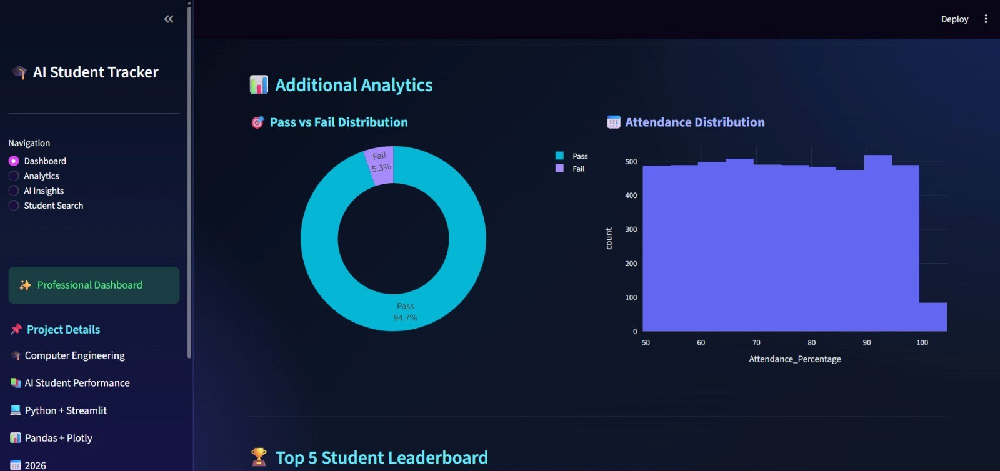 Deploy
AI Student Tracker
Navigation
Dashboard
Analytics
AI Insights
Student Search
Professional Dashboard
Project Details
Computer Engineering
AI Student Performance
Python + Streamlit
Pandas + Plotly
2026
Additional Analytics
Pass vs Fail Distribution
Fail
5.3%
Pass
94.7%
Pass
Fail
Attendance Distribution
500
400
300
200
100
0
count
50 60 70 80 90 100
Attendance_Percentage
Top 5 Student Leaderboard